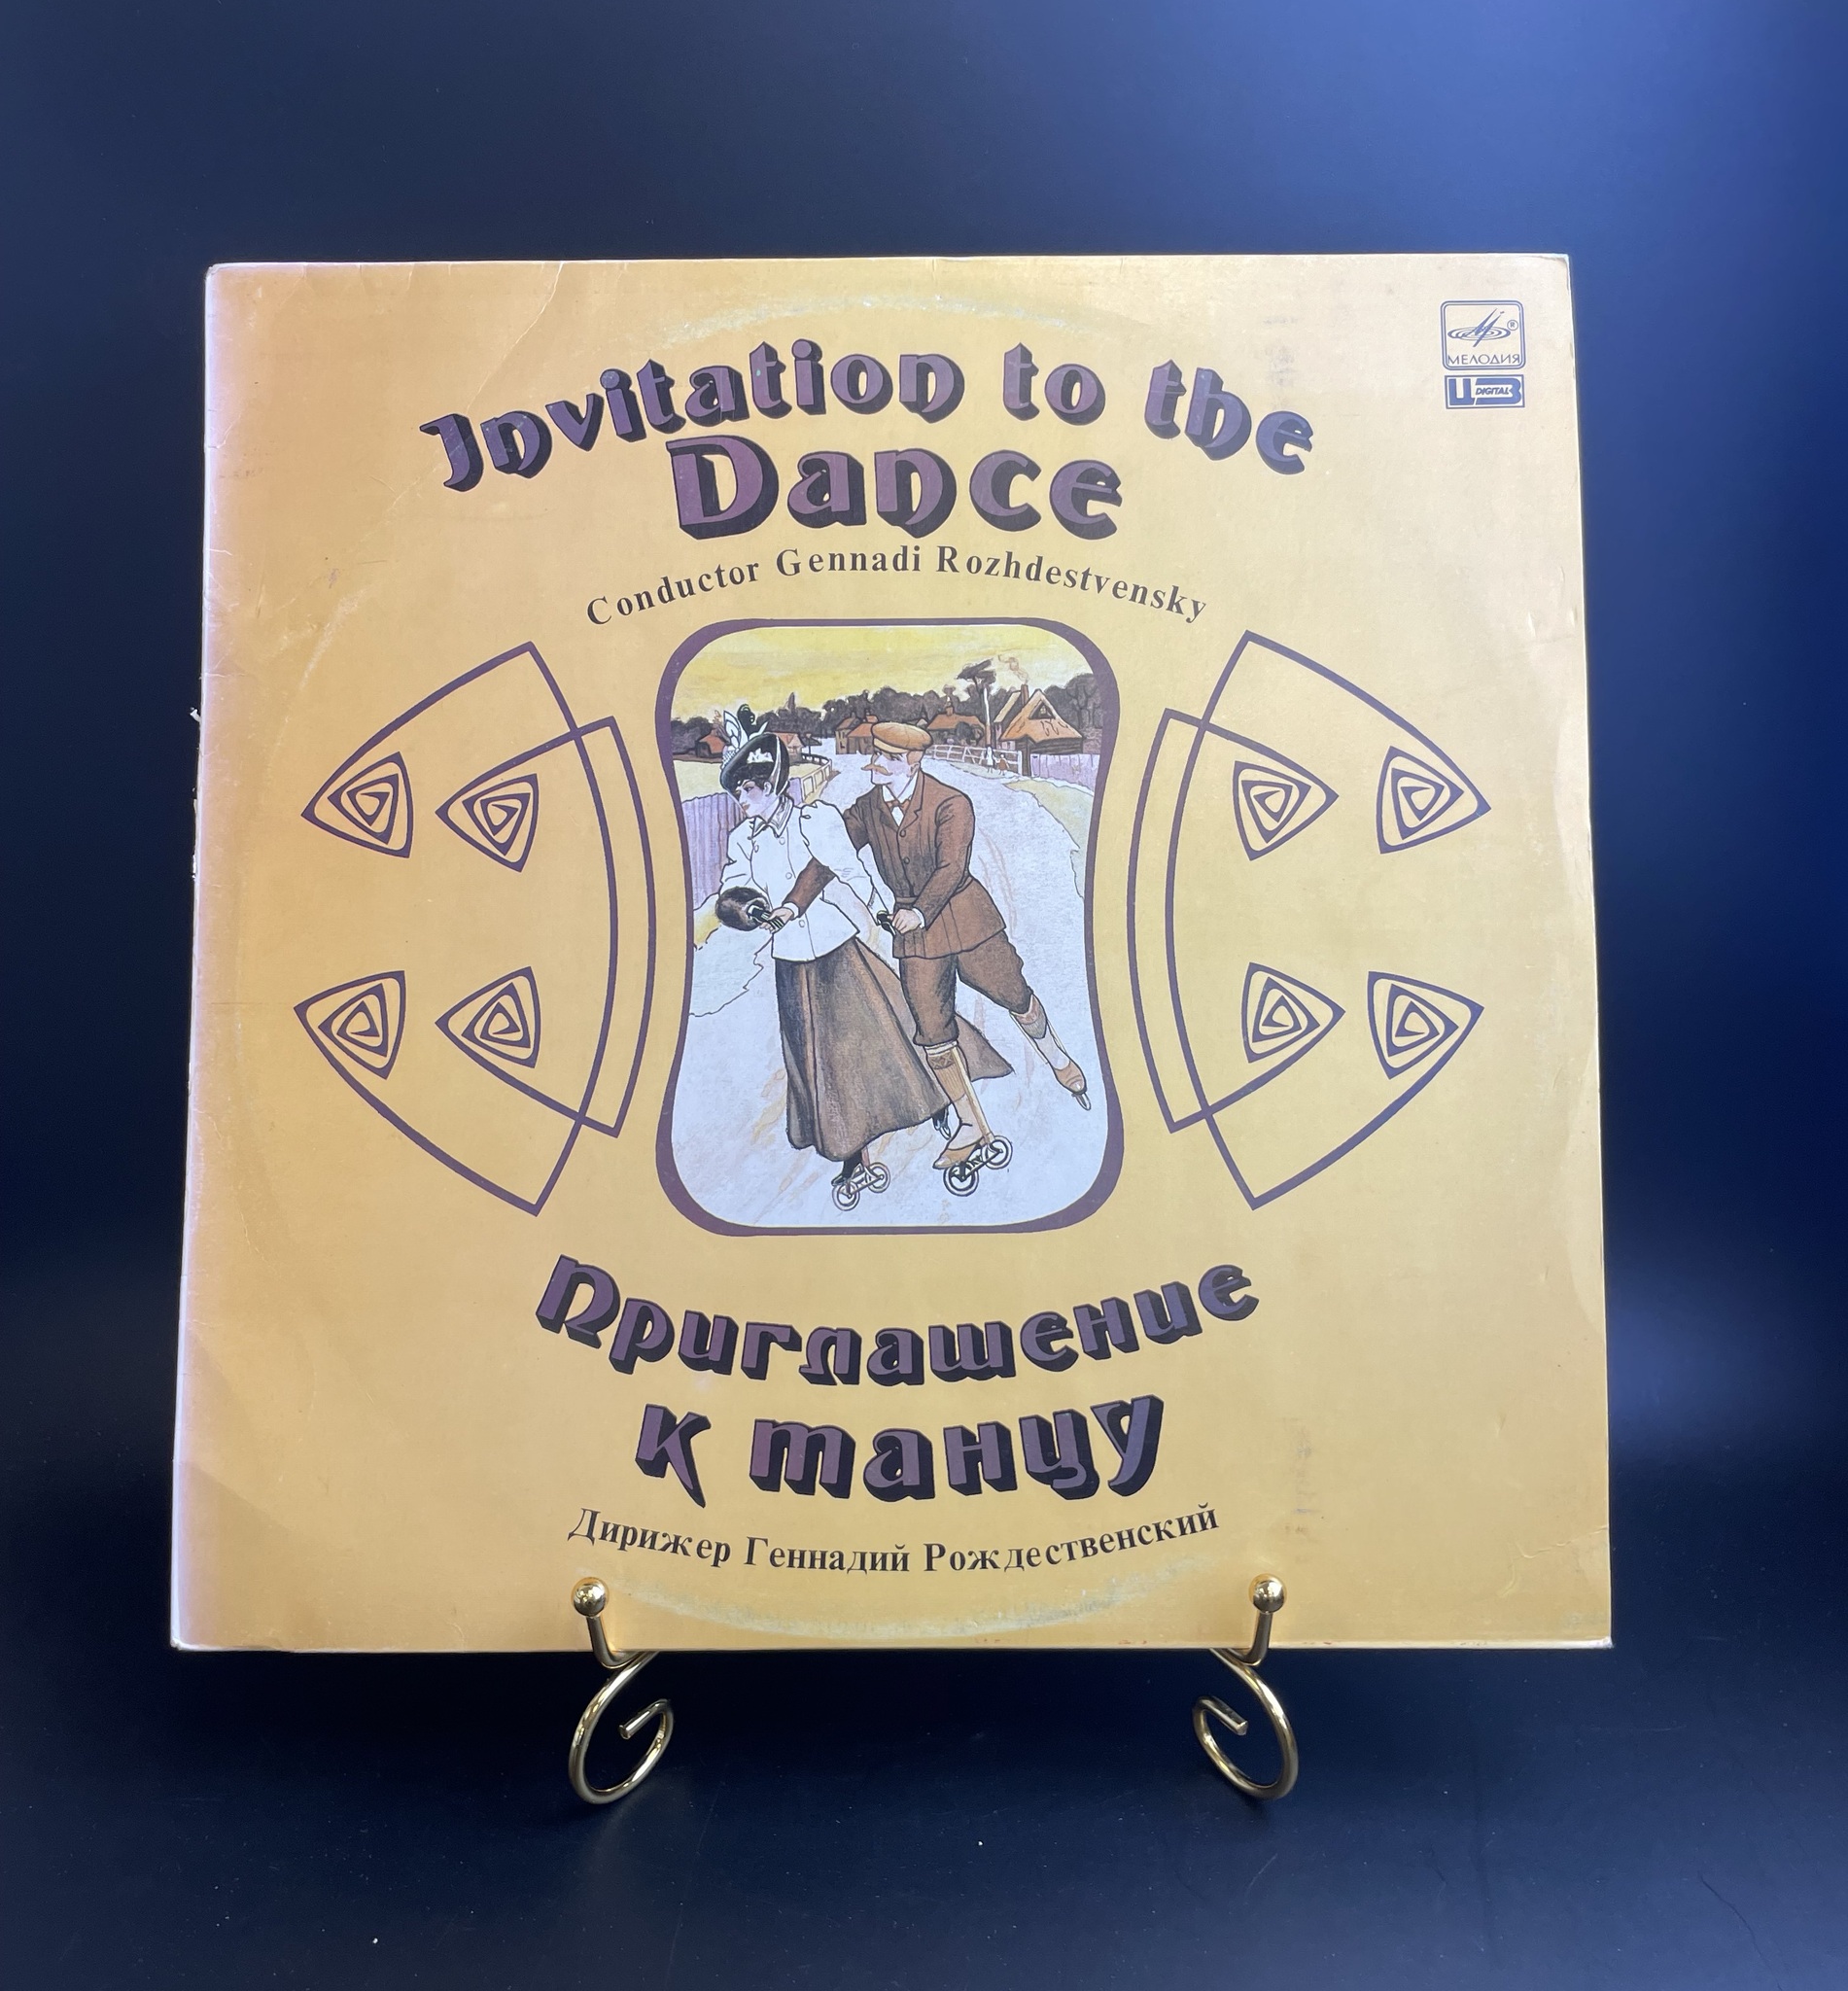 Invitation to the
Dance
Conductor Gennadi Rozhdestvensky
МЕЛОДИЯ
DIGITAL
Приглашение
к танцу
Дирижер Геннадий Рождественский